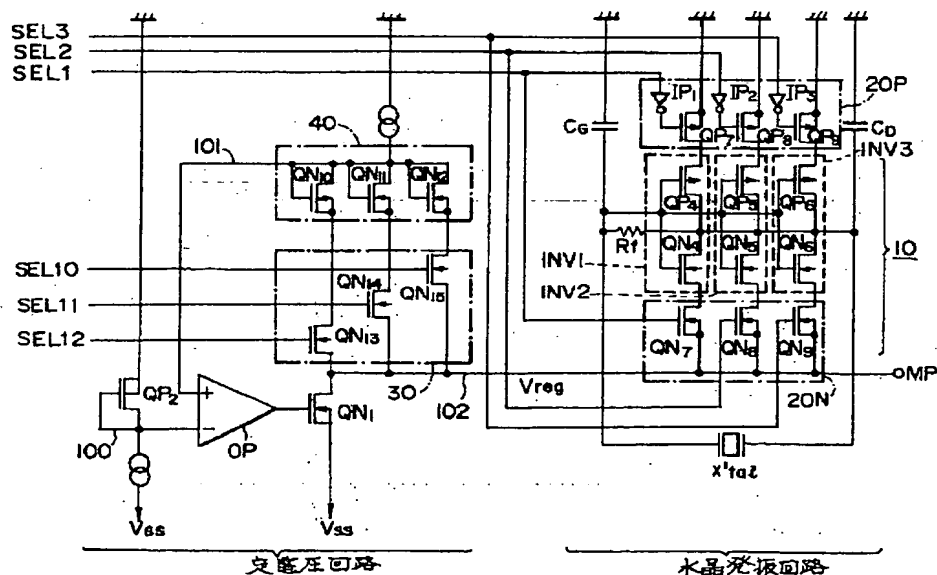 SEL3
SEL2
SEL1
IP1
IP2
IP3
20P
CG
QP7
QP8
QP9
CD
INV3
40
101
QN10
QN11
QN12
QP4
QP5
QP6
Rf
QN4
QN5
QN6
10
SEL10
INV1
QN14
QN15
INV2
SEL11
SEL12
QN13
QN7
QN8
QN9
QP2
30
102
Vreg
MP
20N
100
OP
QN1
X'tal
VSS
VSS
定電圧回路
水晶発振回路